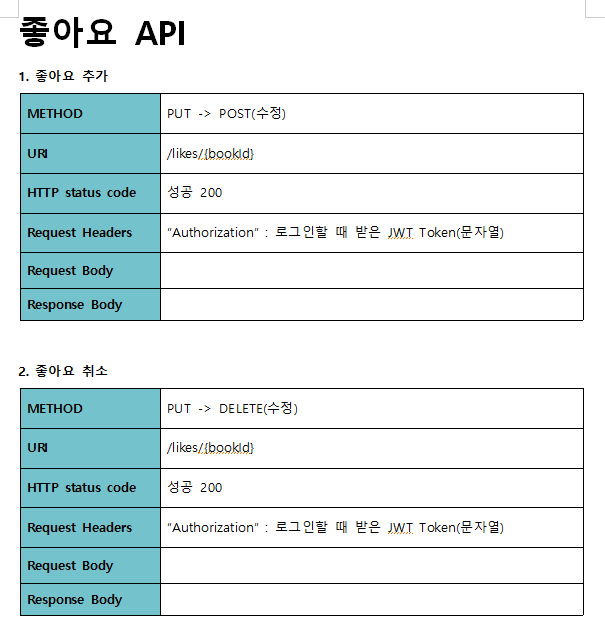 좋아요 API
1. 좋아요 추가
METHOD PUT -> POST(수정)
URI /likes/{bookId}
HTTP status code 성공 200
Request Headers "Authorization" : 로그인할 때 받은 JWT Token(문자열)
Request Body
Response Body
2. 좋아요 취소
METHOD PUT -> DELETE(수정)
URI /likes/{bookId}
HTTP status code 성공 200
Request Headers "Authorization" : 로그인할 때 받은 JWT Token(문자열)
Request Body
Response Body